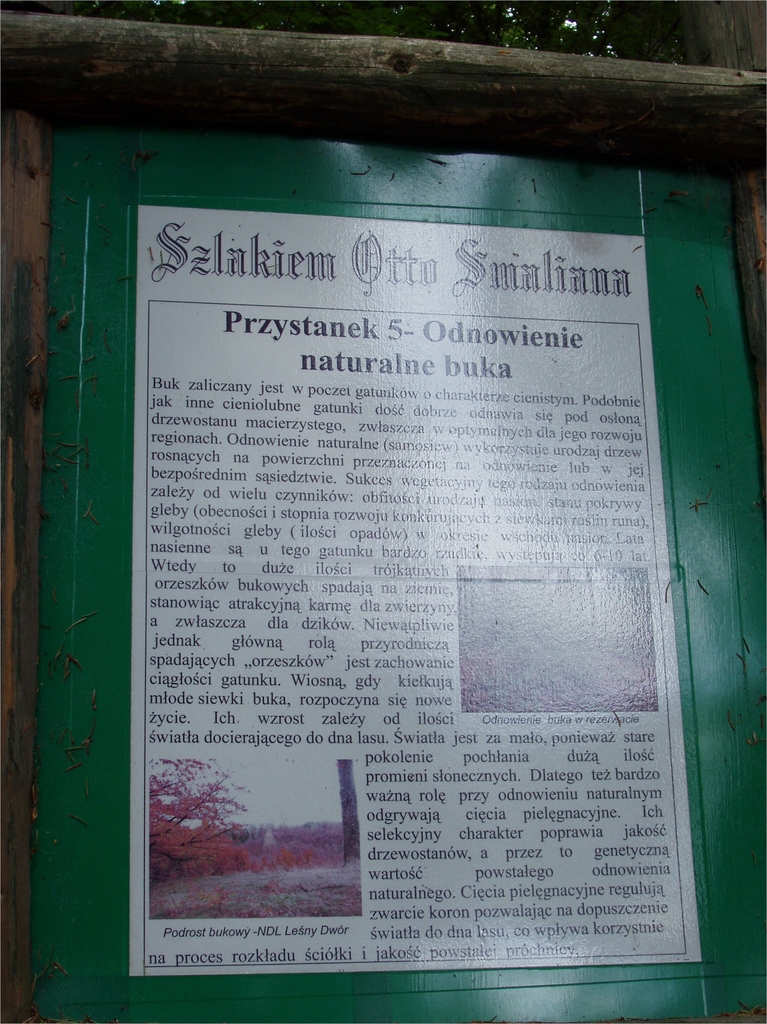 Szlakiem Otto Smaliana
Przystanek 5- Odnowienie
naturalne buka
Buk zaliczany jest w poczet gatunków o charakterze cienistym. Podobnie
jak inne cieniolubne gatunki dość dobrze odnawia się pod osłoną
drzewostanu macierzystego, zwłaszcza w optymalnych dla jego rozwoju
regionach. Odnowienie naturalne (samosiew) wykorzystuje urodzaj drzew
rosnących na powierzchni przeznaczonej na odnowienie lub w jej
bezpośrednim sąsiedztwie. Sukces wegetacyjny tego rodzaju odnowienia
zależy od wielu czynników: obfitości urodzaju nasion, stanu pokrywy
gleby (obecności i stopnia rozwoju konkurujących z siewkami roślin runa),
wilgotności gleby ( ilości opadów) w okresie wschodu nasion. Lata
nasienne są u tego gatunku bardzo rzadkie, występują co 6-10 lat.
Wtedy to duże ilości trójkątnych
orzeszków bukowych spadają na ziemię,
stanowiąc atrakcyjną karmę dla zwierzyny,
a zwłaszcza dla dzików. Niewątpliwie
jednak główną rolą przyrodniczą
spadających „orzeszków” jest zachowanie
ciągłości gatunku. Wiosną, gdy kiełkują
młode siewki buka, rozpoczyna się nowe
życie. Ich wzrost zależy od ilości
Odnowienie buka w rezerwacie
światła docierającego do dna lasu. Światła jest za mało, ponieważ stare
pokolenie pochłania dużą ilość
promieni słonecznych. Dlatego też bardzo
ważną rolę przy odnowieniu naturalnym
odgrywają cięcia pielęgnacyjne. Ich
selekcyjny charakter poprawia jakość
drzewostanów, a przez to genetyczną
wartość powstałego odnowienia
naturalnego. Cięcia pielęgnacyjne regulują
zwarcie koron pozwalając na dopuszczenie
światła do dna lasu, co wpływa korzystnie
Podrost bukowy -NDL Leśny Dwór
na proces rozkładu ściółki i jakość powstałej próchnicy.